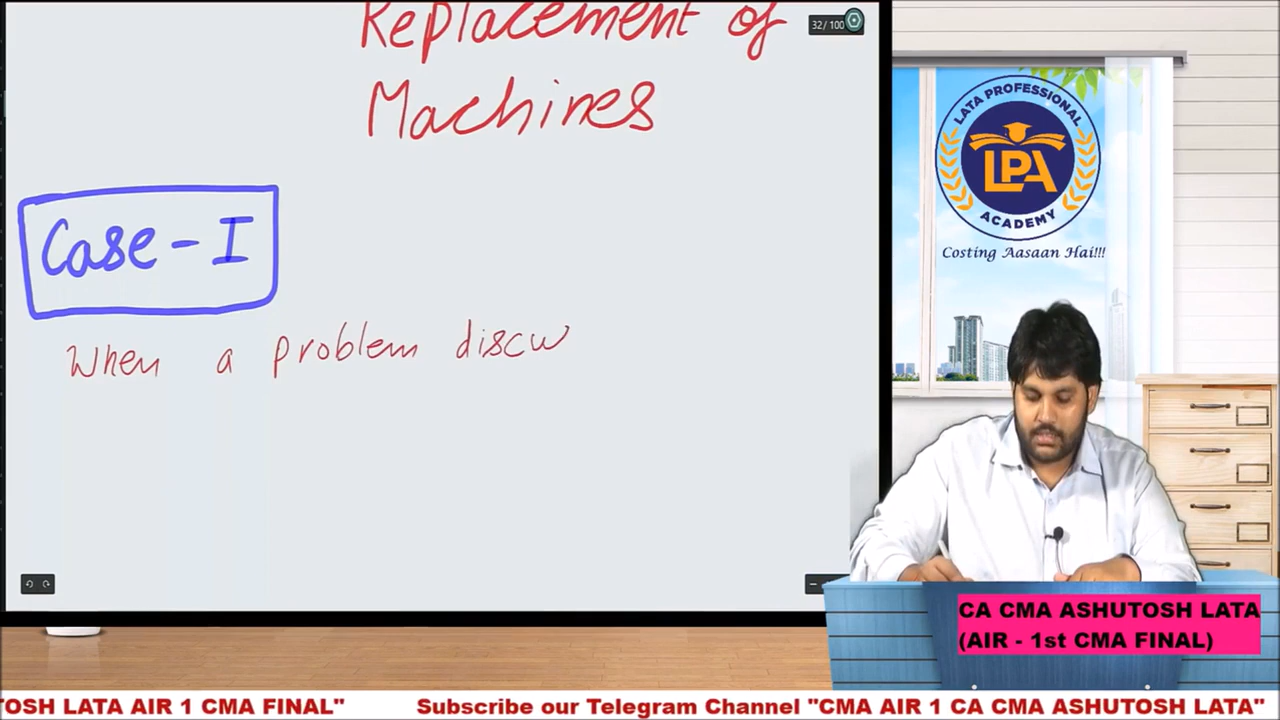 Replacement of
Machines
32/100
Case-I
When a problem discu
LATA PROFESSIONAL
LPA
ACADEMY
Costing Aasaan Hai!!!
CA CMA ASHUTOSH LATA
(AIR - 1st CMA FINAL)
TOSH LATA AIR 1 CMA FINAL" Subscribe our Telegram Channel "CMA AIR 1 CA CMA ASHUTOSH LATA"